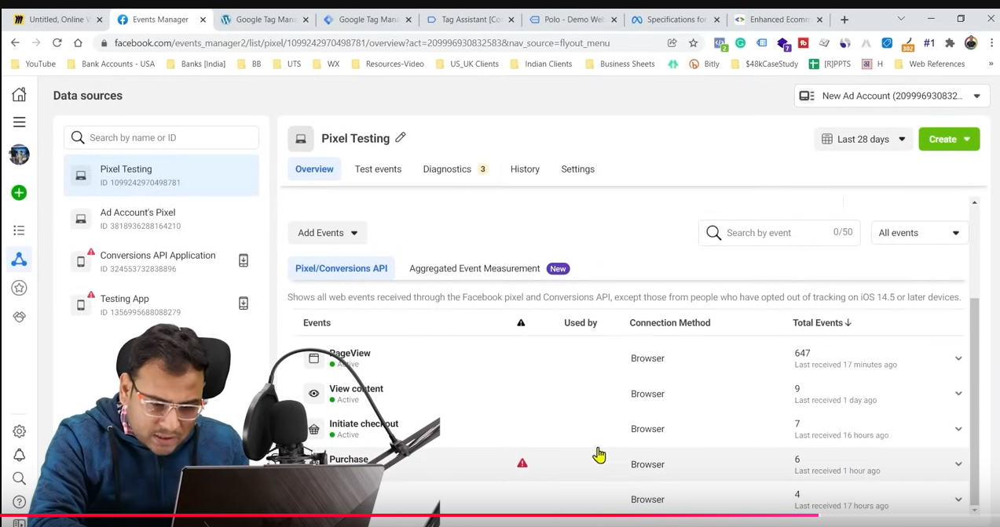 Untitled, Online W
Events Manager
Google Tag Mana
Google Tag Mana
Tag Assistant [Co
Polo - Demo Web
Specifications for
Enhanced Ecomm
facebook.com/events_manager2/list/pixel/1099242970498781/overview?act=209996930832583&nav_source=flyout_menu
2
7
302
#1
YouTube
Bank Accounts - USA
Banks [India]
BB
UTS
WX
Resources-Video
US_UK Clients
Indian Clients
Business Sheets
Bitly
$48kCaseStudy
[R]PPTS
H
Web References
»
Data sources
New Ad Account (209996930832...
Search by name or ID
Pixel Testing
Last 28 days
Create
Pixel Testing
ID 1099242970498781
Overview
Test events
Diagnostics 3
History
Settings
Ad Account's Pixel
ID 3818936288164210
Add Events
Search by event 0/50
All events
Conversions API Application
ID 324553732838896
Pixel/Conversions API
Aggregated Event Measurement New
Testing App
ID 1356995688088279
Shows all web events received through the Facebook pixel and Conversions API, except those from people who have opted out of tracking on iOS 14.5 or later devices.
Events
Used by
Connection Method
Total Events
PageView
Active
Browser
647
Last received 17 minutes ago
View content
Active
Browser
9
Last received 1 day ago
Initiate checkout
Active
Browser
7
Last received 16 hours ago
Purchase
Browser
6
Last received 1 hour ago
Browser
4
Last received 17 hours ago